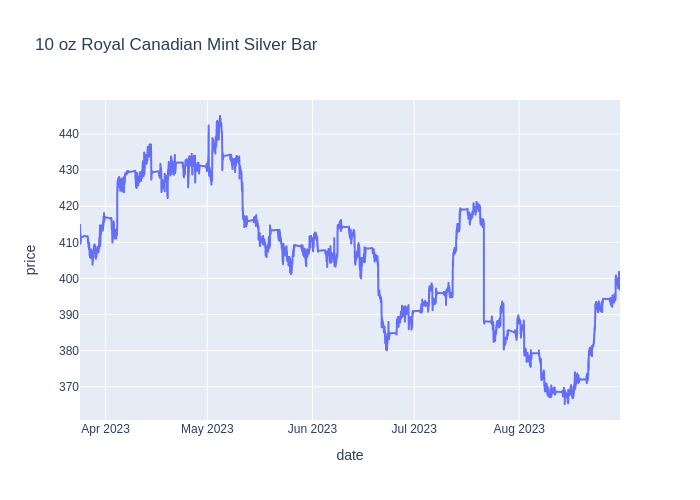 10 oz Royal Canadian Mint Silver Bar
440
430
420
410
400
390
380
370
price
Apr 2023
May 2023
Jun 2023
Jul 2023
Aug 2023
date